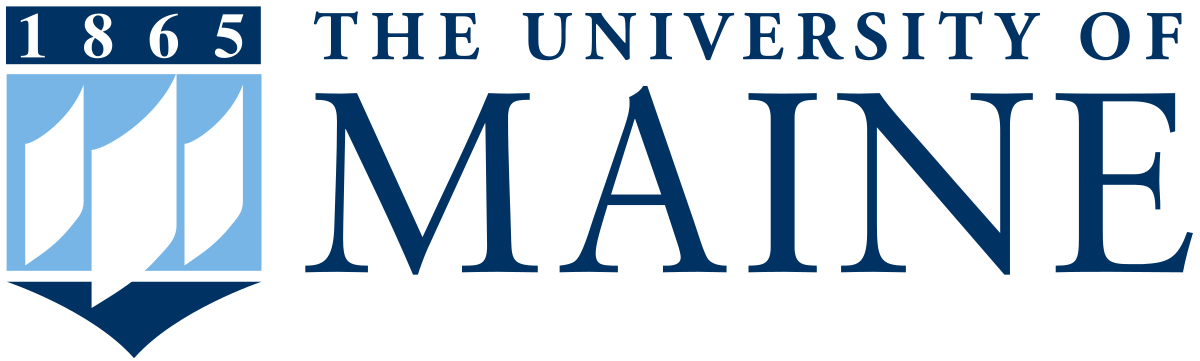 1865
THE UNIVERSITY OF
MAINE